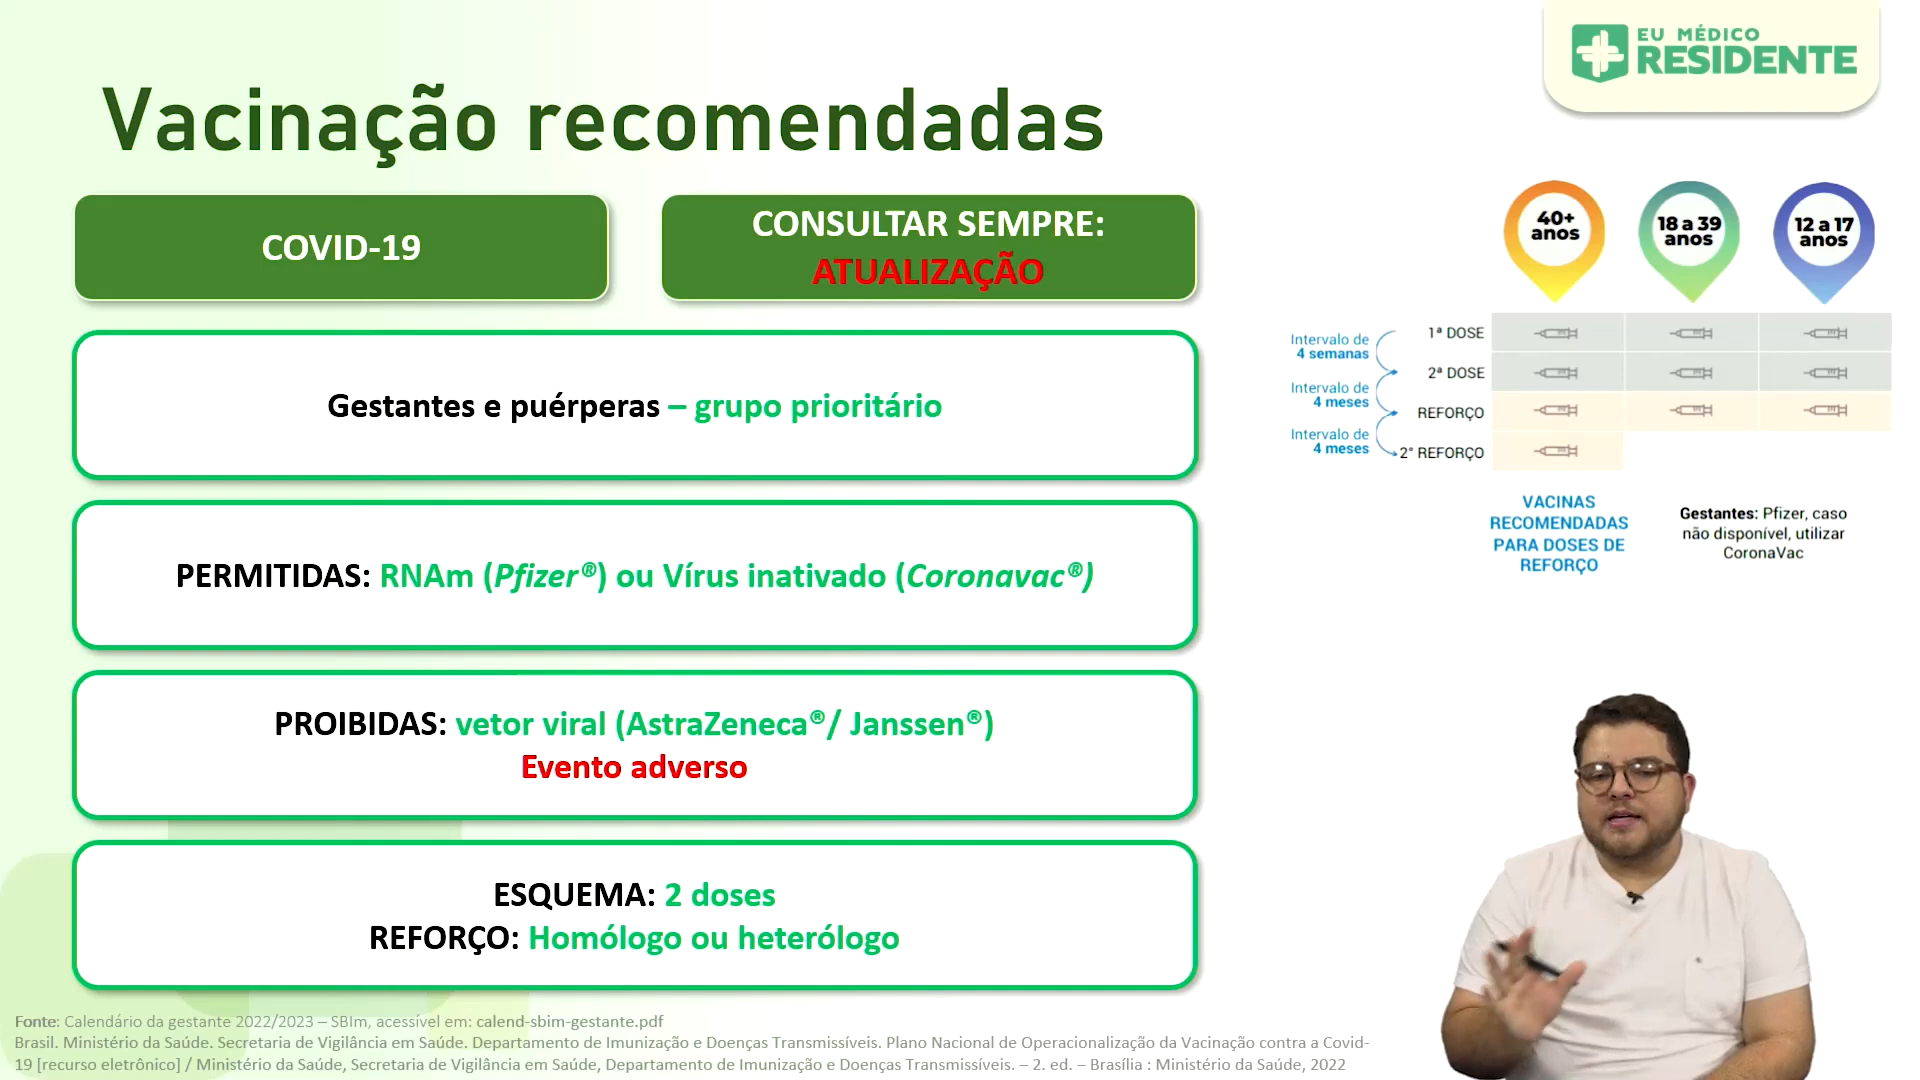 EU MÉDICO
RESIDENTE
Vacinação recomendadas
COVID-19
CONSULTAR SEMPRE:
ATUALIZAÇÃO
Gestantes e puérperas – grupo prioritário
PERMITIDAS: RNAm (Pfizer®) ou Vírus inativado (Coronavac®)
PROIBIDAS: vetor viral (AstraZeneca®/ Janssen®)
Evento adverso
ESQUEMA: 2 doses
REFORÇO: Homólogo ou heterólogo
40+
anos
18 a 39
anos
12 a 17
anos
Intervalo de
4 semanas
Intervalo de
4 meses
Intervalo de
4 meses
1ª DOSE
2ª DOSE
REFORÇO
2° REFORÇO
VACINAS
RECOMENDADAS
PARA DOSES DE
REFORÇO
Gestantes: Pfizer, caso
não disponível, utilizar
CoronaVac
Fonte: Calendário da gestante 2022/2023 – SBIm, acessível em: calend-sbim-gestante.pdf
Brasil. Ministério da Saúde. Secretaria de Vigilância em Saúde. Departamento de Imunização e Doenças Transmissíveis. Plano Nacional de Operacionalização da Vacinação contra a Covid-
19 [recurso eletrônico] / Ministério da Saúde, Secretaria de Vigilância em Saúde, Departamento de Imunização e Doenças Transmissíveis. – 2. ed. – Brasília : Ministério da Saúde, 2022